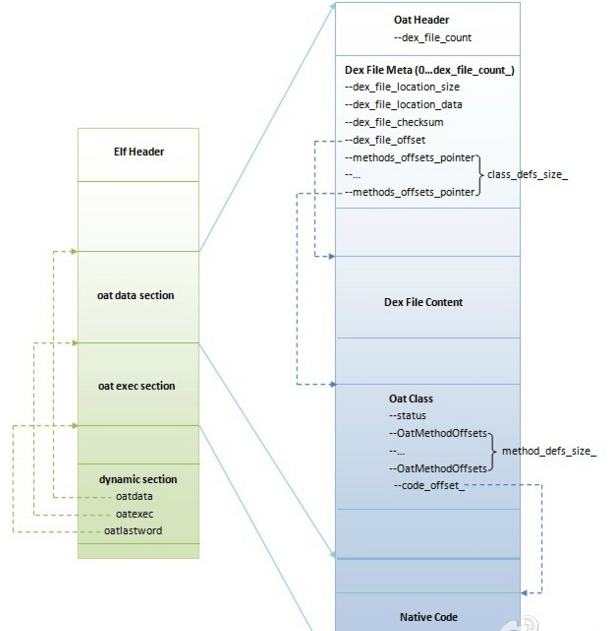 Elf Header
oat data section
oat exec section
dynamic section
oatdata
oatexec
oatlastword
Oat Header
--dex_file_count
Dex File Meta (0...dex_file_count_)
--dex_file_location_size
--dex_file_location_data
--dex_file_checksum
--dex_file_offset
--methods_offsets_pointer
--...
--methods_offsets_pointer
class_defs_size_
Dex File Content
Oat Class
--status
--OatMethodOffsets
--...
--OatMethodOffsets
method_defs_size_
--code_offset_
Native Code